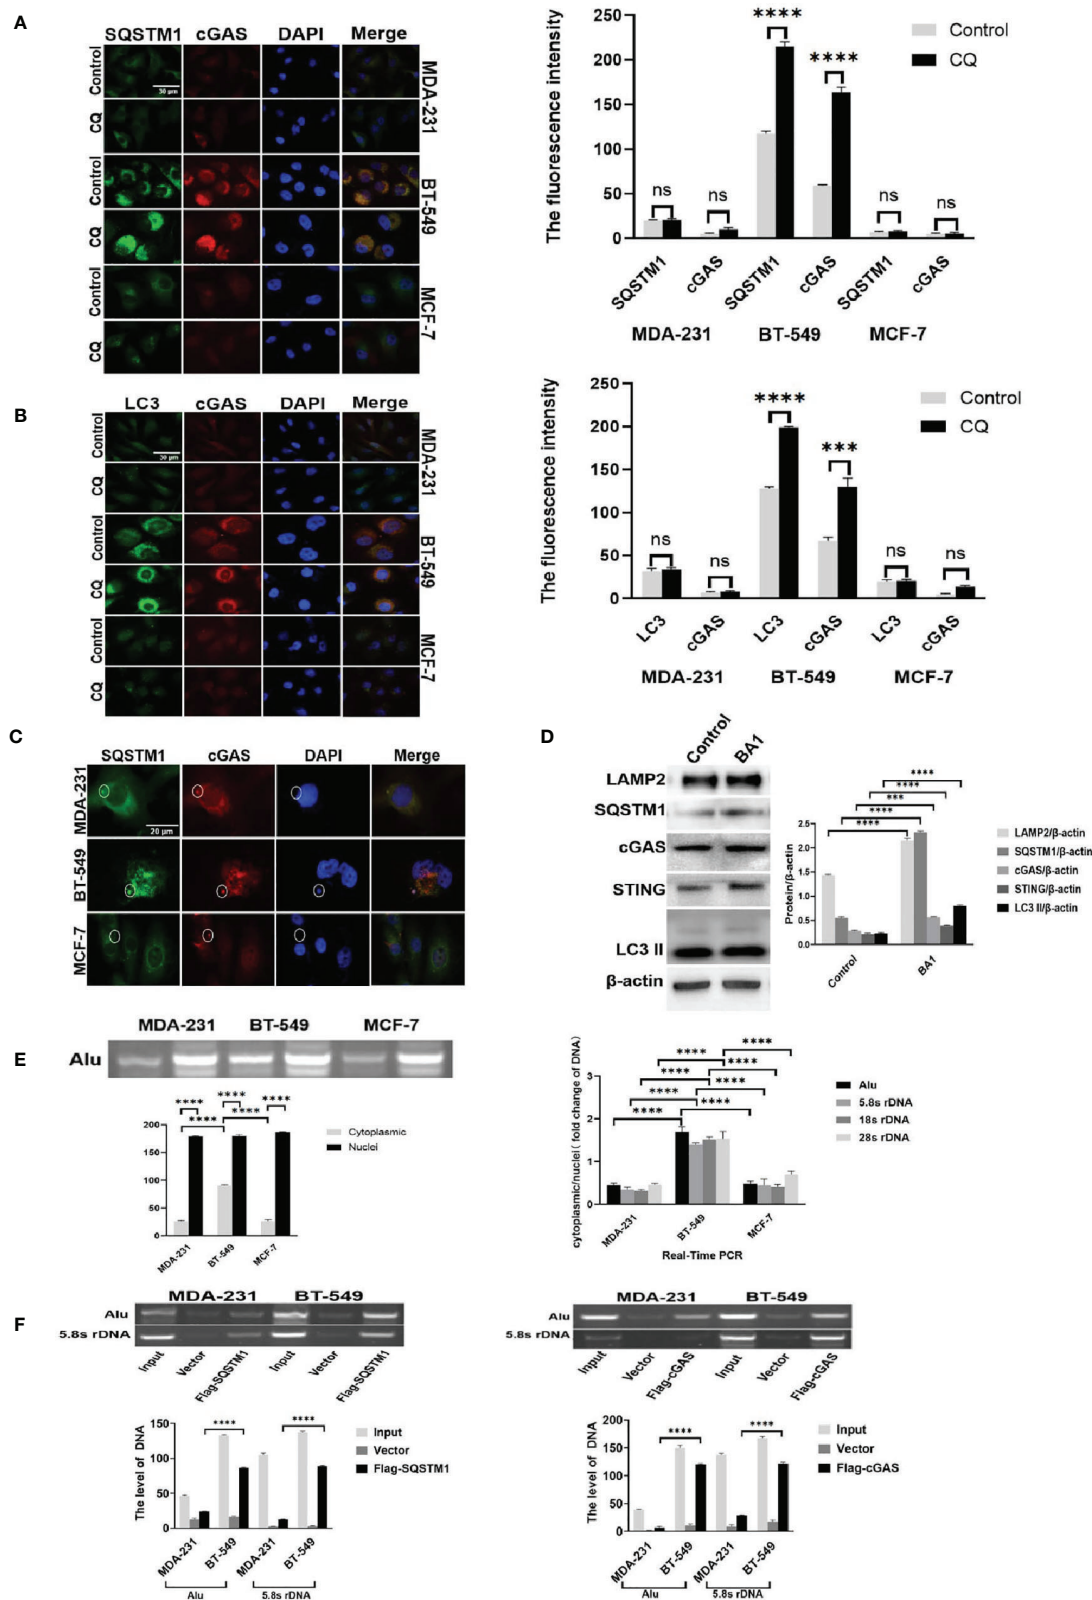 A
SQSTM1 cGAS DAPI Merge
Control
30 μm
CQ
MDA-231
Control
CQ
BT-549
Control
CQ
MCF-7
The fluorescence intensity
250
200
150
100
50
0
ns ns **** **** ns ns
Control
CQ
SQSTM1 cGAS SQSTM1 cGAS SQSTM1 cGAS
MDA-231 BT-549 MCF-7
B
LC3 cGAS DAPI Merge
Control
30 μm
CQ
MDA-231
Control
CQ
BT-549
Control
CQ
MCF-7
The fluorescence intensity
250
200
150
100
50
0
ns ns **** *** ns ns
Control
CQ
LC3 cGAS LC3 cGAS LC3 cGAS
MDA-231 BT-549 MCF-7
C
SQSTM1 cGAS DAPI Merge
MDA-231
20 μm
BT-549
MCF-7
D
Control BA1
LAMP2
SQSTM1
cGAS
STING
LC3 II
β-actin
Protein/β-actin
2.5
2.0
1.5
1.0
0.5
0.0
****
****
***
****
****
Control BA1
LAMP2/β-actin
SQSTM1/β-actin
cGAS/β-actin
STING/β-actin
LC3 II/β-actin
E
MDA-231 BT-549 MCF-7
Alu
200
150
100
50
0
**** **** ****
**** ****
Cytoplasmic
Nuclei
MDA-231 BT-549 MCF-7
cytoplasmic/nuclei( fold change of DNA)
3
2
1
0
**** ****
**** ****
**** ****
**** ****
Alu
5.8s rDNA
18s rDNA
28s rDNA
MDA-231 BT-549 MCF-7
Real-Time PCR
F
MDA-231 BT-549
Alu
5.8s rDNA
Input Vector Flag-SQSTM1 Input Vector Flag-SQSTM1
The level of DNA
150
100
50
0
**** ****
Input
Vector
Flag-SQSTM1
MDA-231 BT-549 MDA-231 BT-549
Alu 5.8s rDNA
MDA-231 BT-549
Alu
5.8s rDNA
Input Vector Flag-cGAS Input Vector Flag-cGAS
The level of DNA
200
150
100
50
0
**** ****
Input
Vector
Flag-cGAS
MDA-231 BT-549 MDA-231 BT-549
Alu 5.8s rDNA